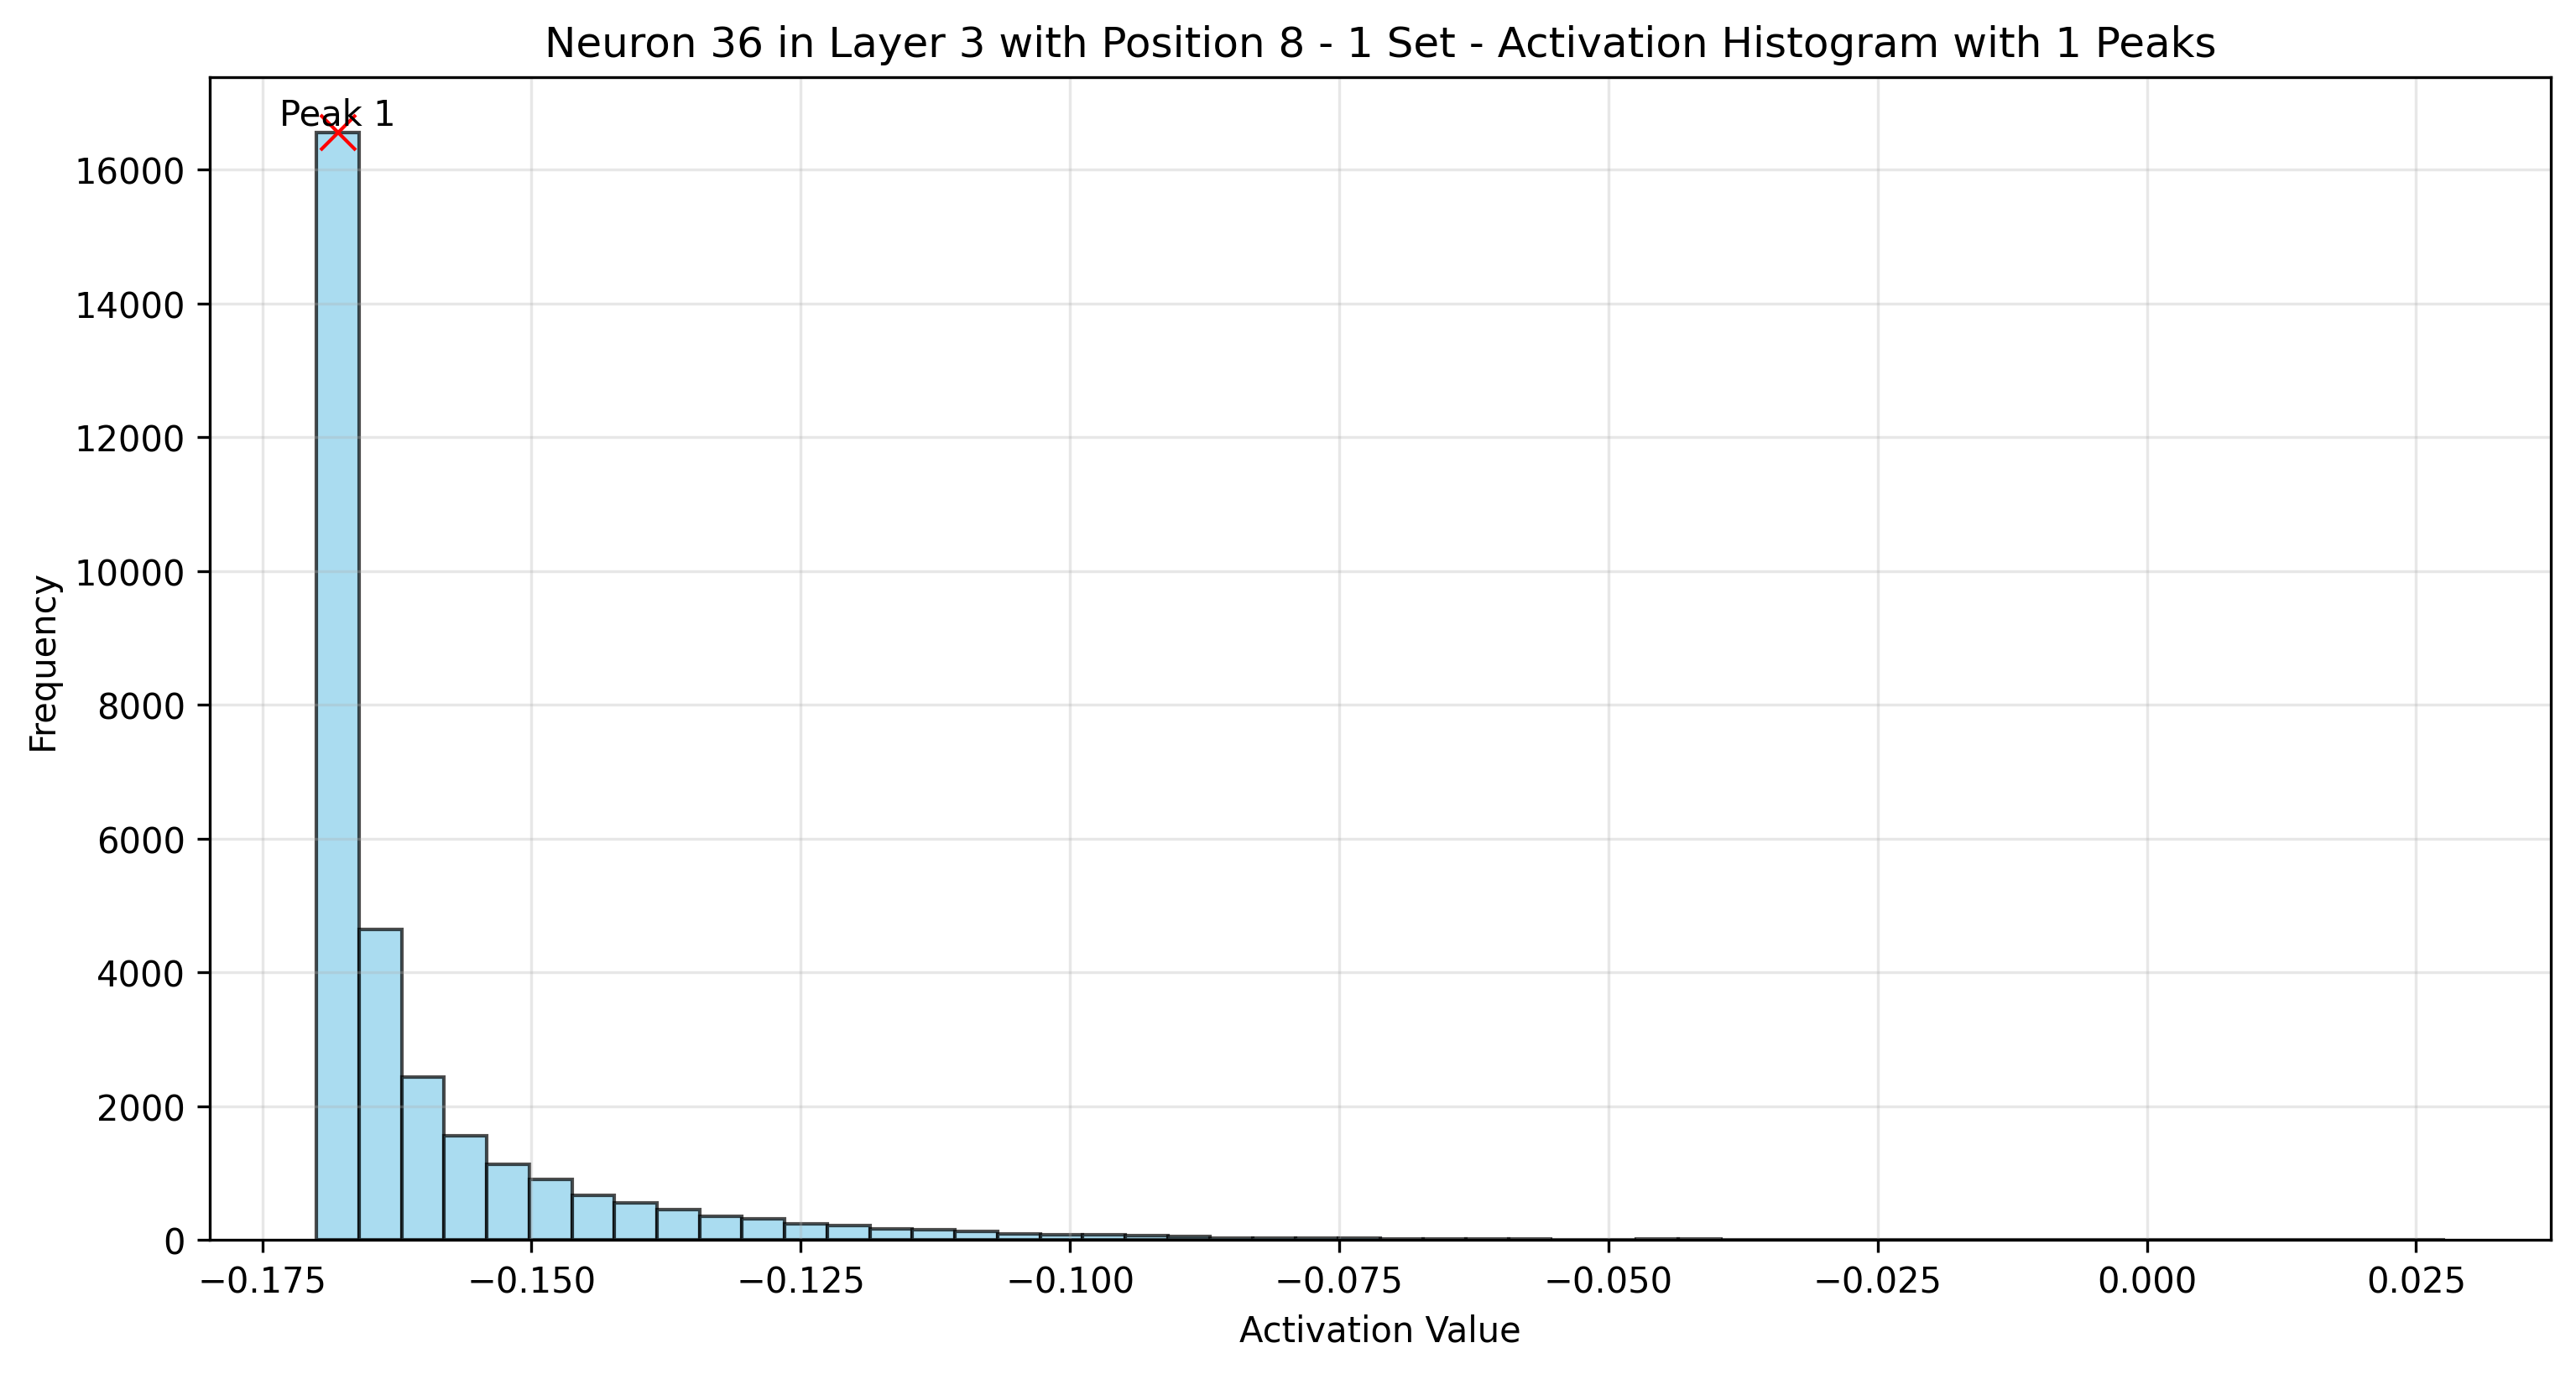 Neuron 36 in Layer 3 with Position 8 - 1 Set - Activation Histogram with 1 Peaks
Peak 1
16000
14000
12000
10000
8000
6000
4000
2000
0
Frequency
−0.175 −0.150 −0.125 −0.100 −0.075 −0.050 −0.025 0.000 0.025
Activation Value